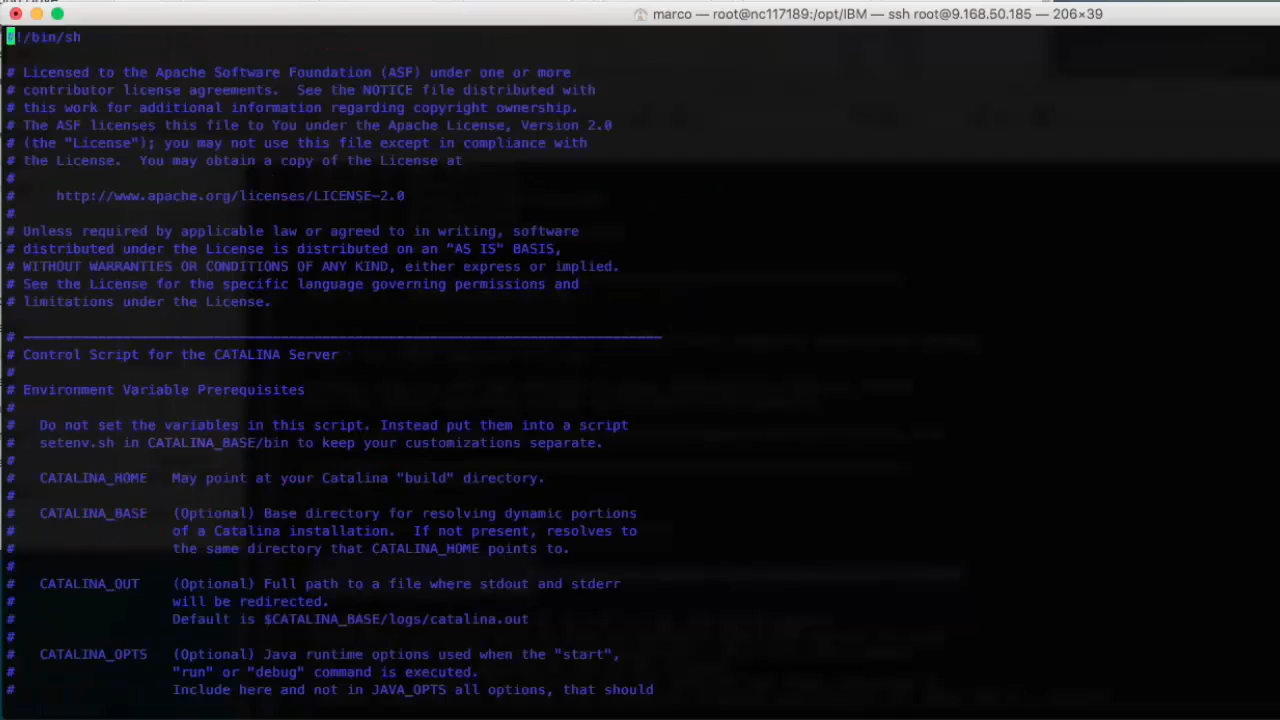 marco — root@nc117189:/opt/IBM — ssh root@9.168.50.185 — 206×39
#!/bin/sh
# Licensed to the Apache Software Foundation (ASF) under one or more
# contributor license agreements.  See the NOTICE file distributed with
# this work for additional information regarding copyright ownership.
# The ASF licenses this file to You under the Apache License, Version 2.0
# (the "License"); you may not use this file except in compliance with
# the License.  You may obtain a copy of the License at
#
#     http://www.apache.org/licenses/LICENSE-2.0
#
# Unless required by applicable law or agreed to in writing, software
# distributed under the License is distributed on an "AS IS" BASIS,
# WITHOUT WARRANTIES OR CONDITIONS OF ANY KIND, either express or implied.
# See the License for the specific language governing permissions and
# limitations under the License.
# -----------------------------------------------------------------------------
# Control Script for the CATALINA Server
#
# Environment Variable Prerequisites
#
#   Do not set the variables in this script. Instead put them into a script
#   setenv.sh in CATALINA_BASE/bin to keep your customizations separate.
#
#   CATALINA_HOME   May point at your Catalina "build" directory.
#
#   CATALINA_BASE   (Optional) Base directory for resolving dynamic portions
#                   of a Catalina installation.  If not present, resolves to
#                   the same directory that CATALINA_HOME points to.
#
#   CATALINA_OUT    (Optional) Full path to a file where stdout and stderr
#                   will be redirected.
#                   Default is $CATALINA_BASE/logs/catalina.out
#
#   CATALINA_OPTS   (Optional) Java runtime options used when the "start",
#                   "run" or "debug" command is executed.
#                   Include here and not in JAVA_OPTS all options, that should